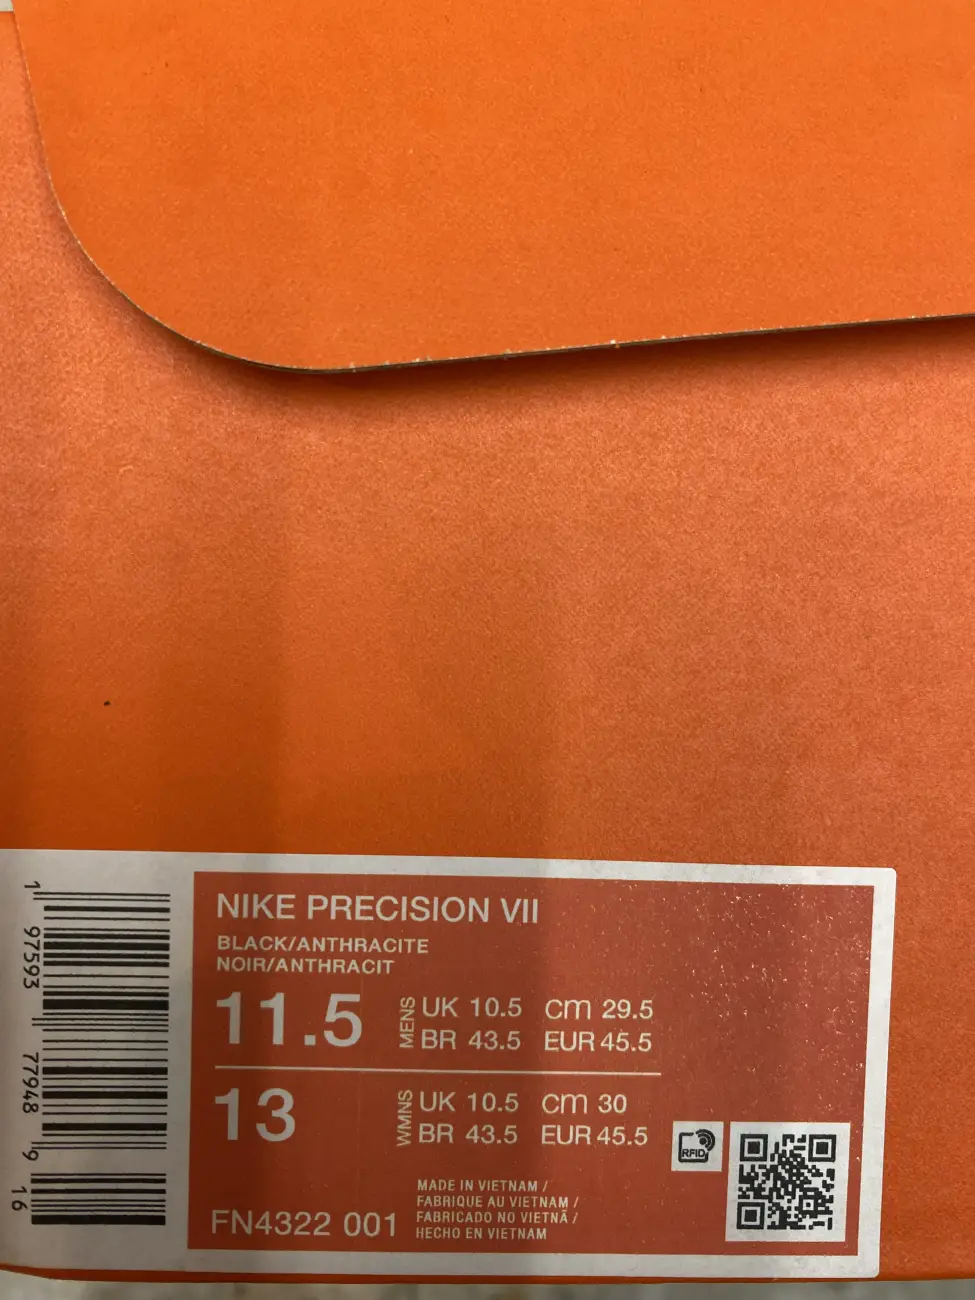 NIKE PRECISION VII
BLACK/ANTHRACITE
NOIR/ANTHRACIT
11.5 MENS UK 10.5 cm 29.5
BR 43.5 EUR 45.5
13 WMNS UK 10.5 cm 30
BR 43.5 EUR 45.5
RFID
MADE IN VIETNAM /
FABRIQUE AU VIETNAM /
FABRICADO NO VIETNÃ /
HECHO EN VIETNAM
FN4322 001
1 97593 77948 9 16